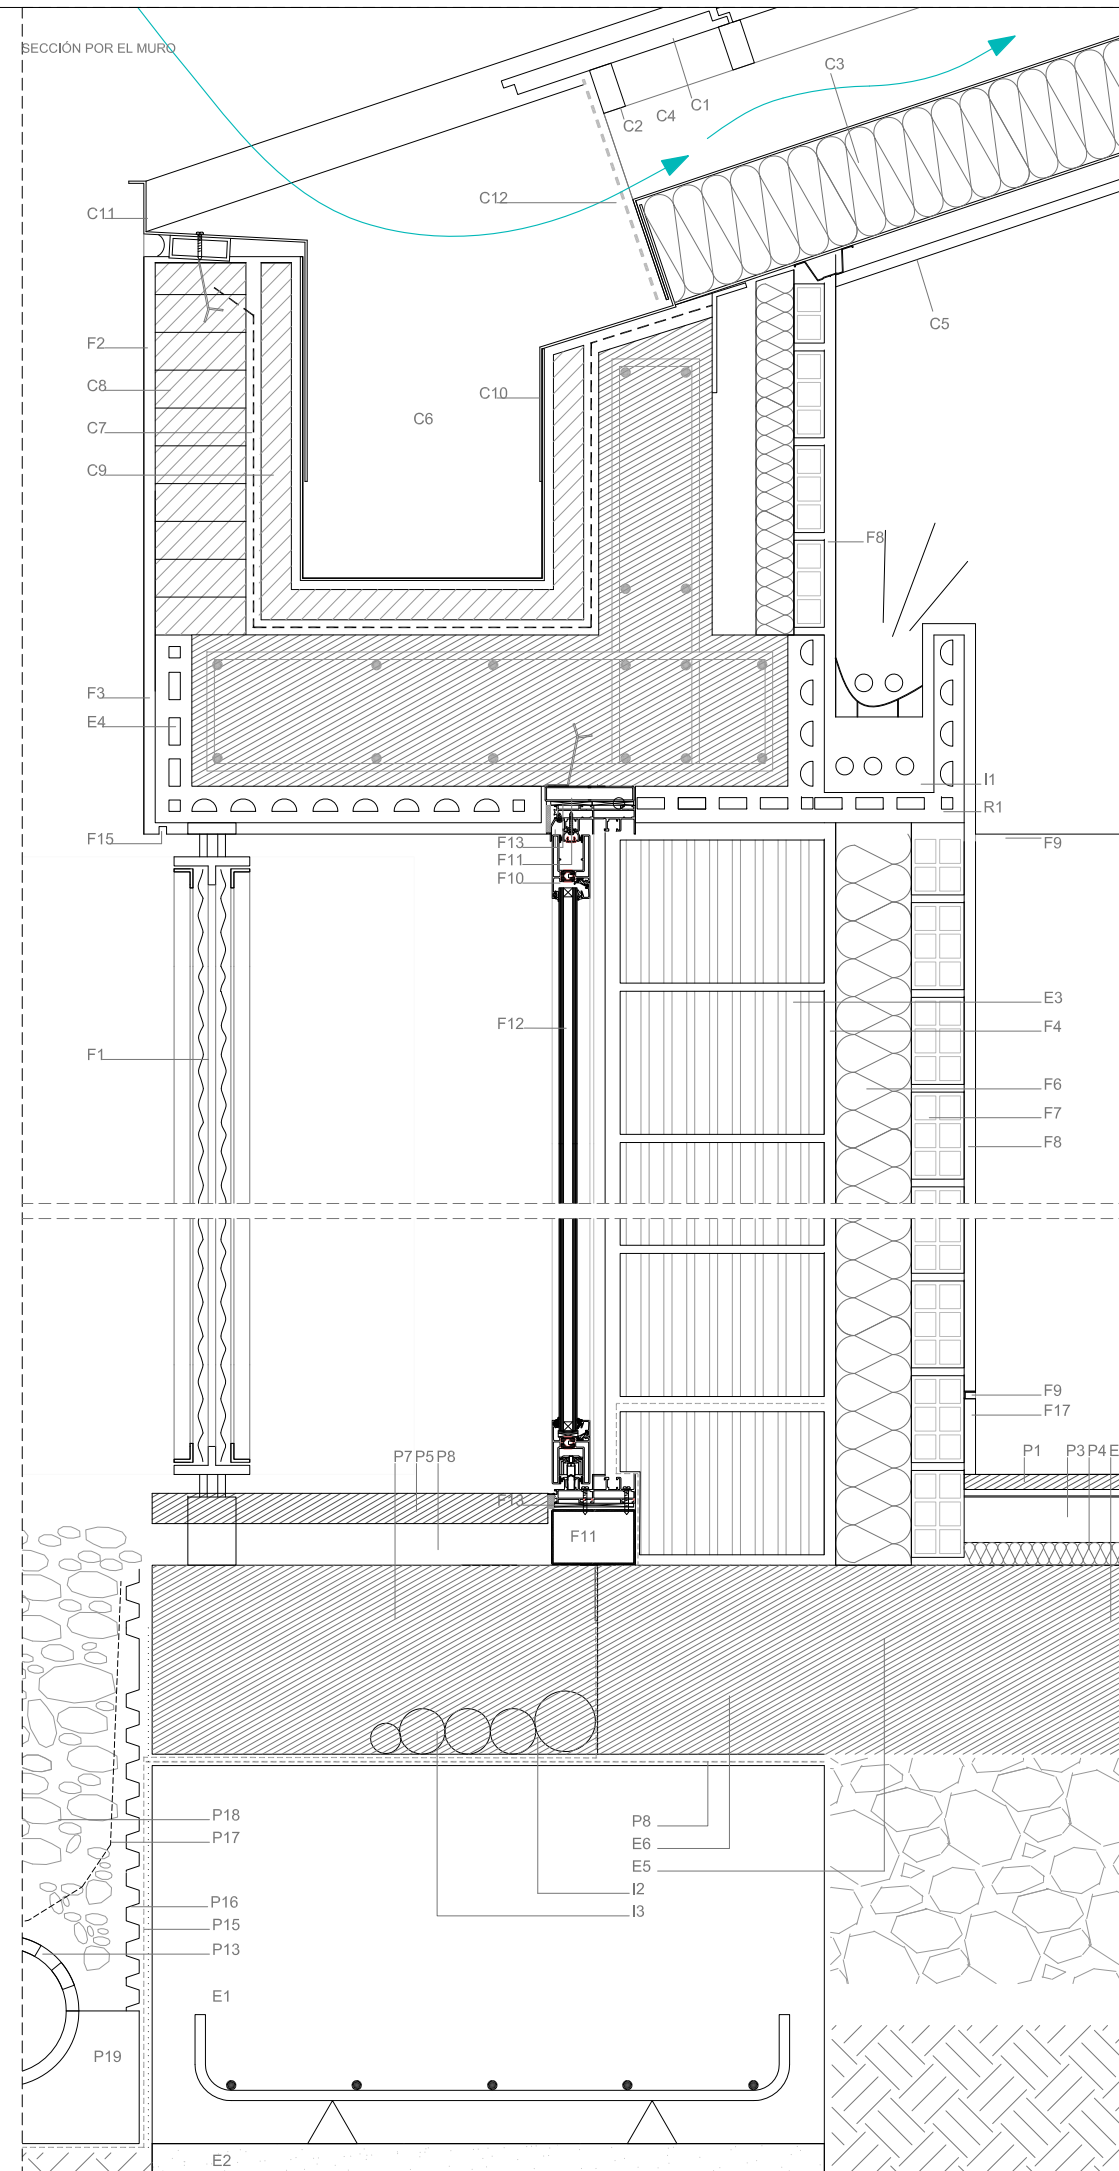 SECCIÓN POR EL MURO
C3
C1
C4
C2
C12
C11
C5
F2
C8
C10
C6
C7
C9
F8
F3
E4
I1
R1
F15
F13
F9
F11
F10
E3
F12
F4
F1
F6
F7
F8
F9
F17
P7 P5 P8
P1 P3 P4 E
F13
F11
P18
P8
P17
E6
E5
I2
P16
I3
P15
P13
E1
P19
E2